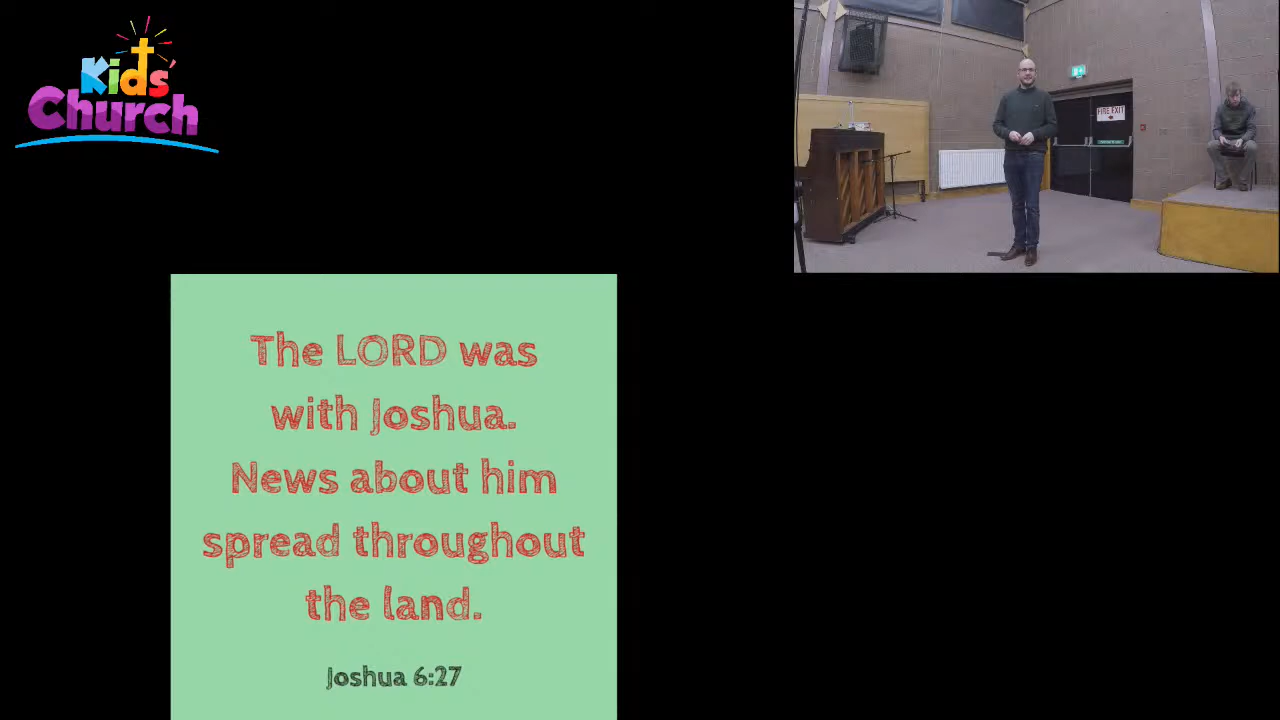 Kids'
Church
FIRE EXIT
The LORD was
with Joshua.
News about him
spread throughout
the land.
Joshua 6:27